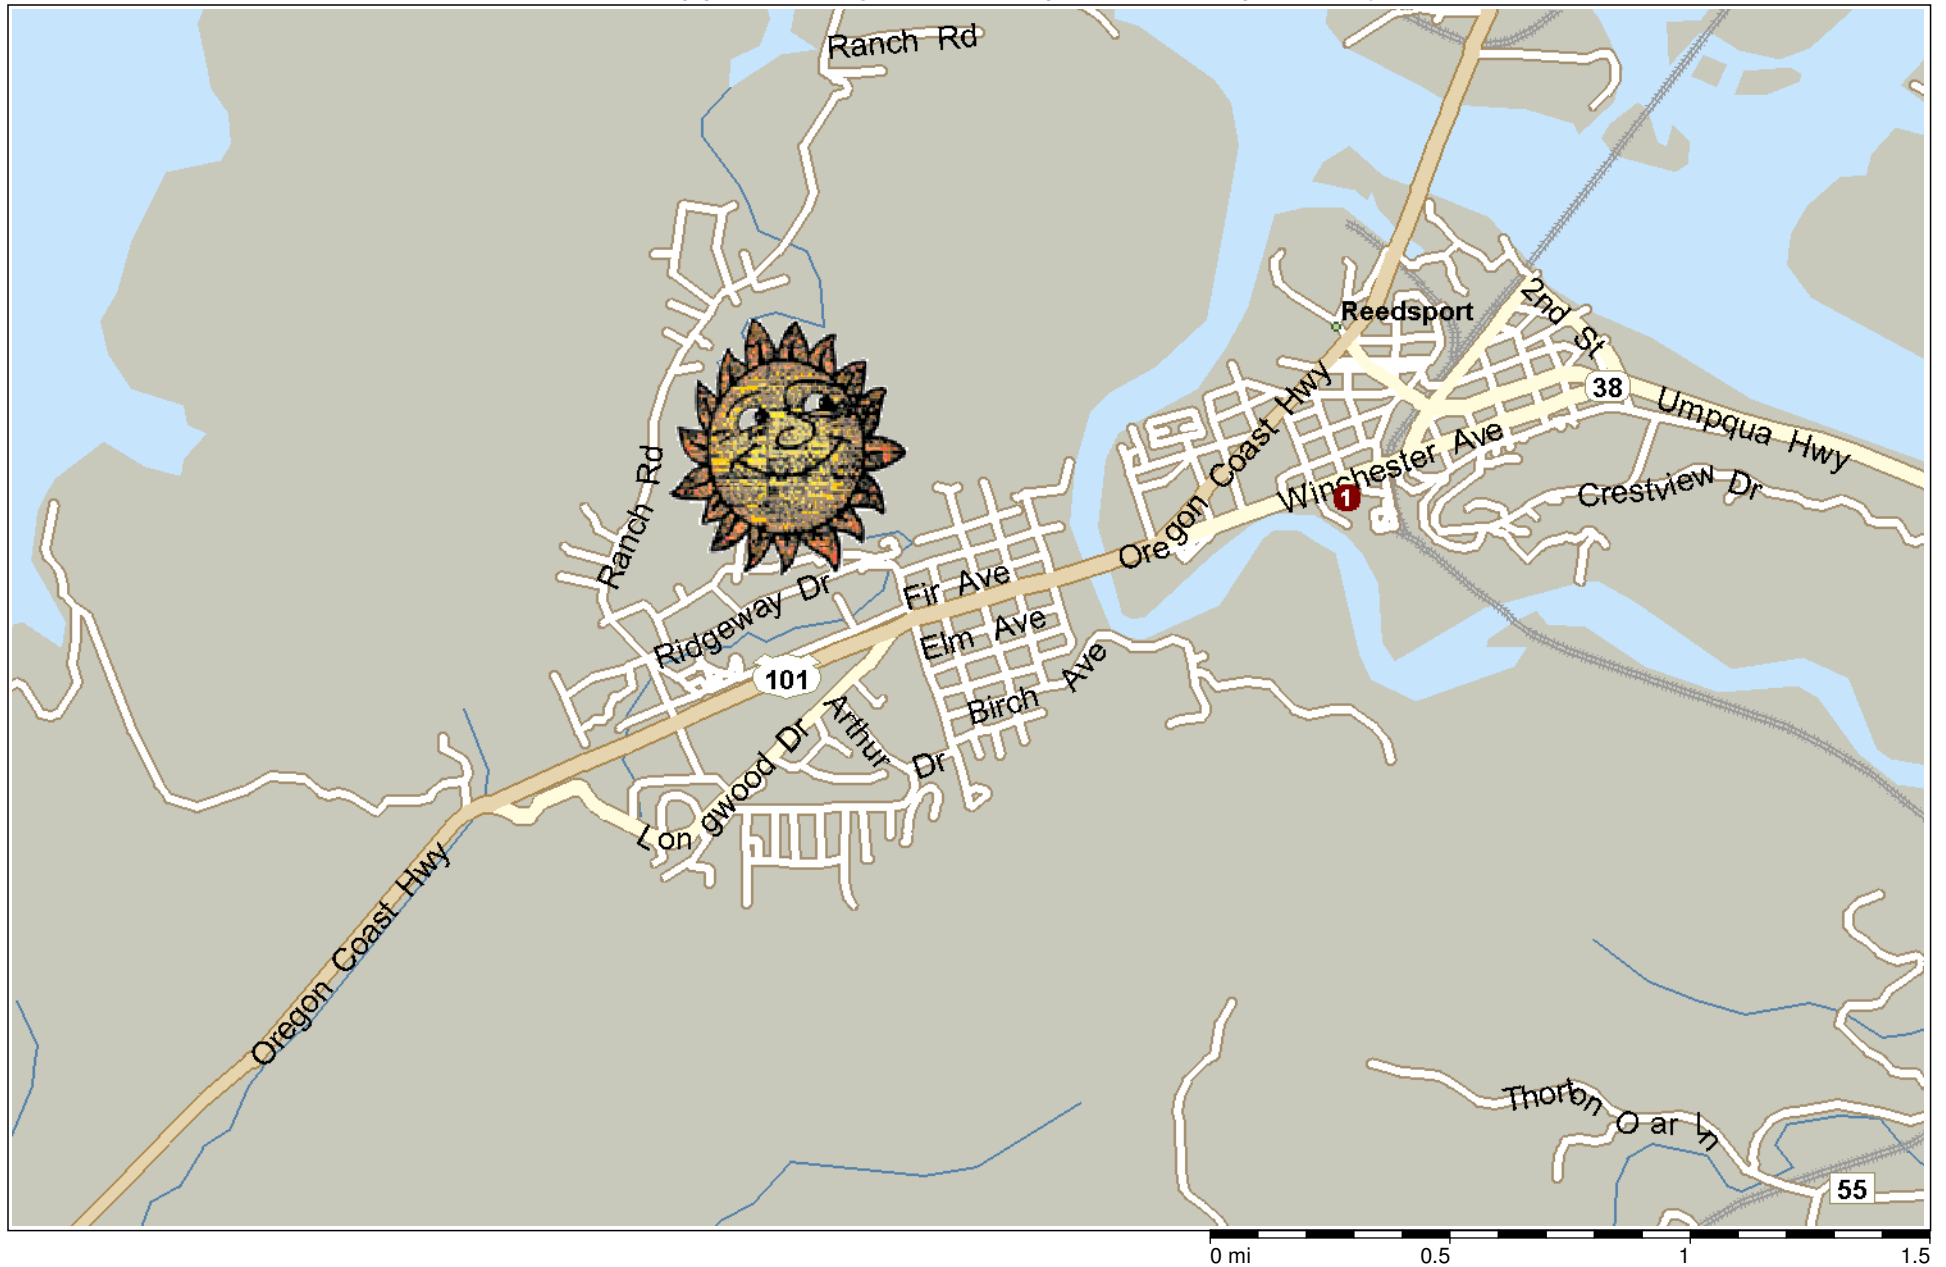 Ranch Rd
Reedsport
2nd St
38
Umpqua Hwy
Oregon Coast Hwy
Winchester Ave
1
Crestview Dr
Ranch Rd
Ridgeway Dr
Fir Ave
Elm Ave
Birch Ave
101
Arthur Dr
Longwood Dr
Oregon Coast Hwy
Thorton Oar Ln
55
0 mi 0.5 1 1.5